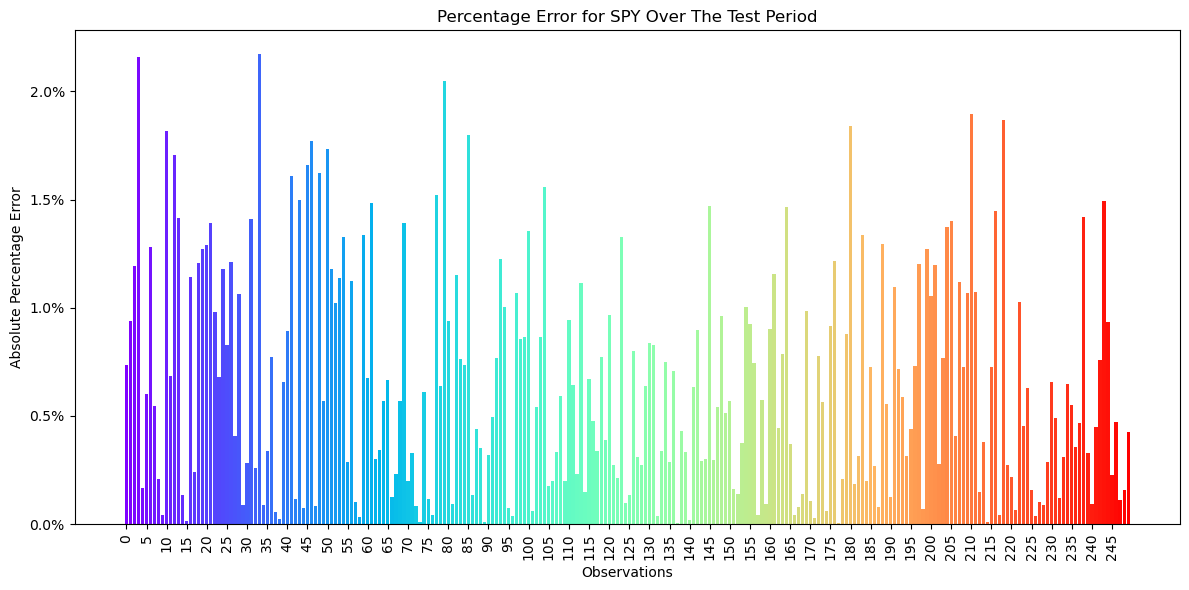 Percentage Error for SPY Over The Test Period
Absolute Percentage Error
2.0%
1.5%
1.0%
0.5%
0.0%
0 5 10 15 20 25 30 35 40 45 50 55 60 65 70 75 80 85 90 95 100 105 110 115 120 125 130 135 140 145 150 155 160 165 170 175 180 185 190 195 200 205 210 215 220 225 230 235 240 245
Observations